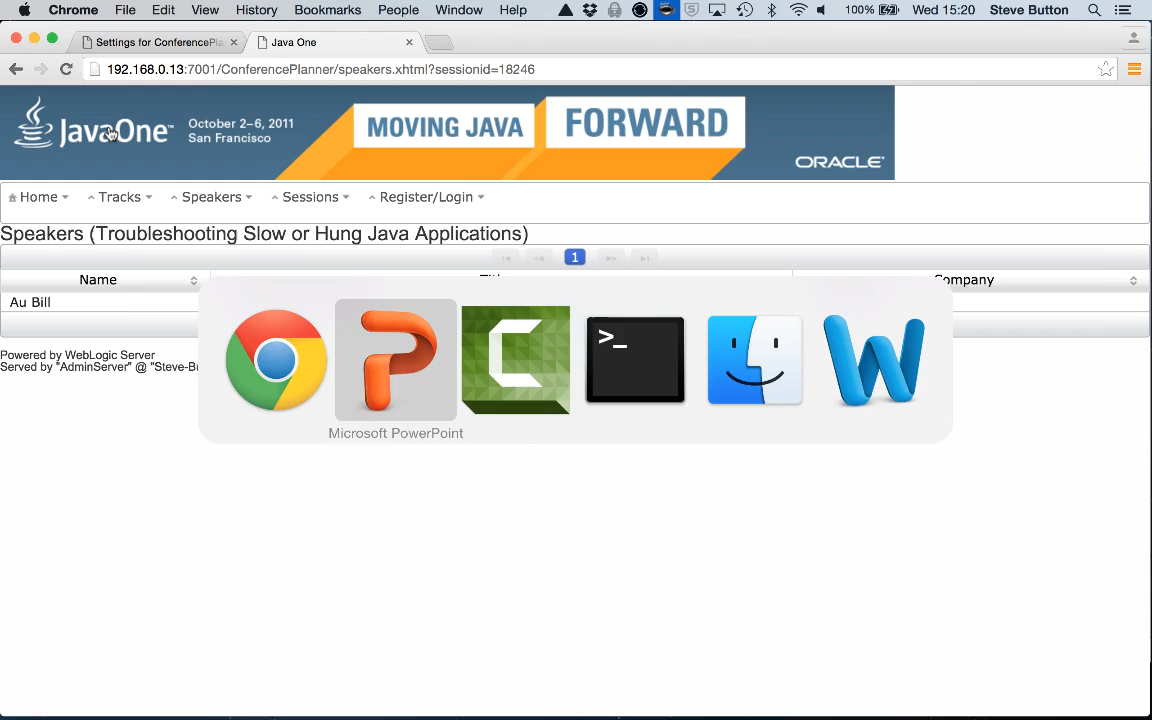 Chrome File Edit View History Bookmarks People Window Help 100% Wed 15:20 Steve Button
Settings for ConferencePla Java One
192.168.0.13:7001/ConferencePlanner/speakers.xhtml?sessionid=18246
JavaOne™ October 2–6, 2011
San Francisco
MOVING JAVA FORWARD
ORACLE
Home Tracks Speakers Sessions Register/Login
Speakers (Troubleshooting Slow or Hung Java Applications)
1
Name Company
Au Bill
Powered by WebLogic Server
Served by "AdminServer" @ "Steve-Bu
>_
Microsoft PowerPoint